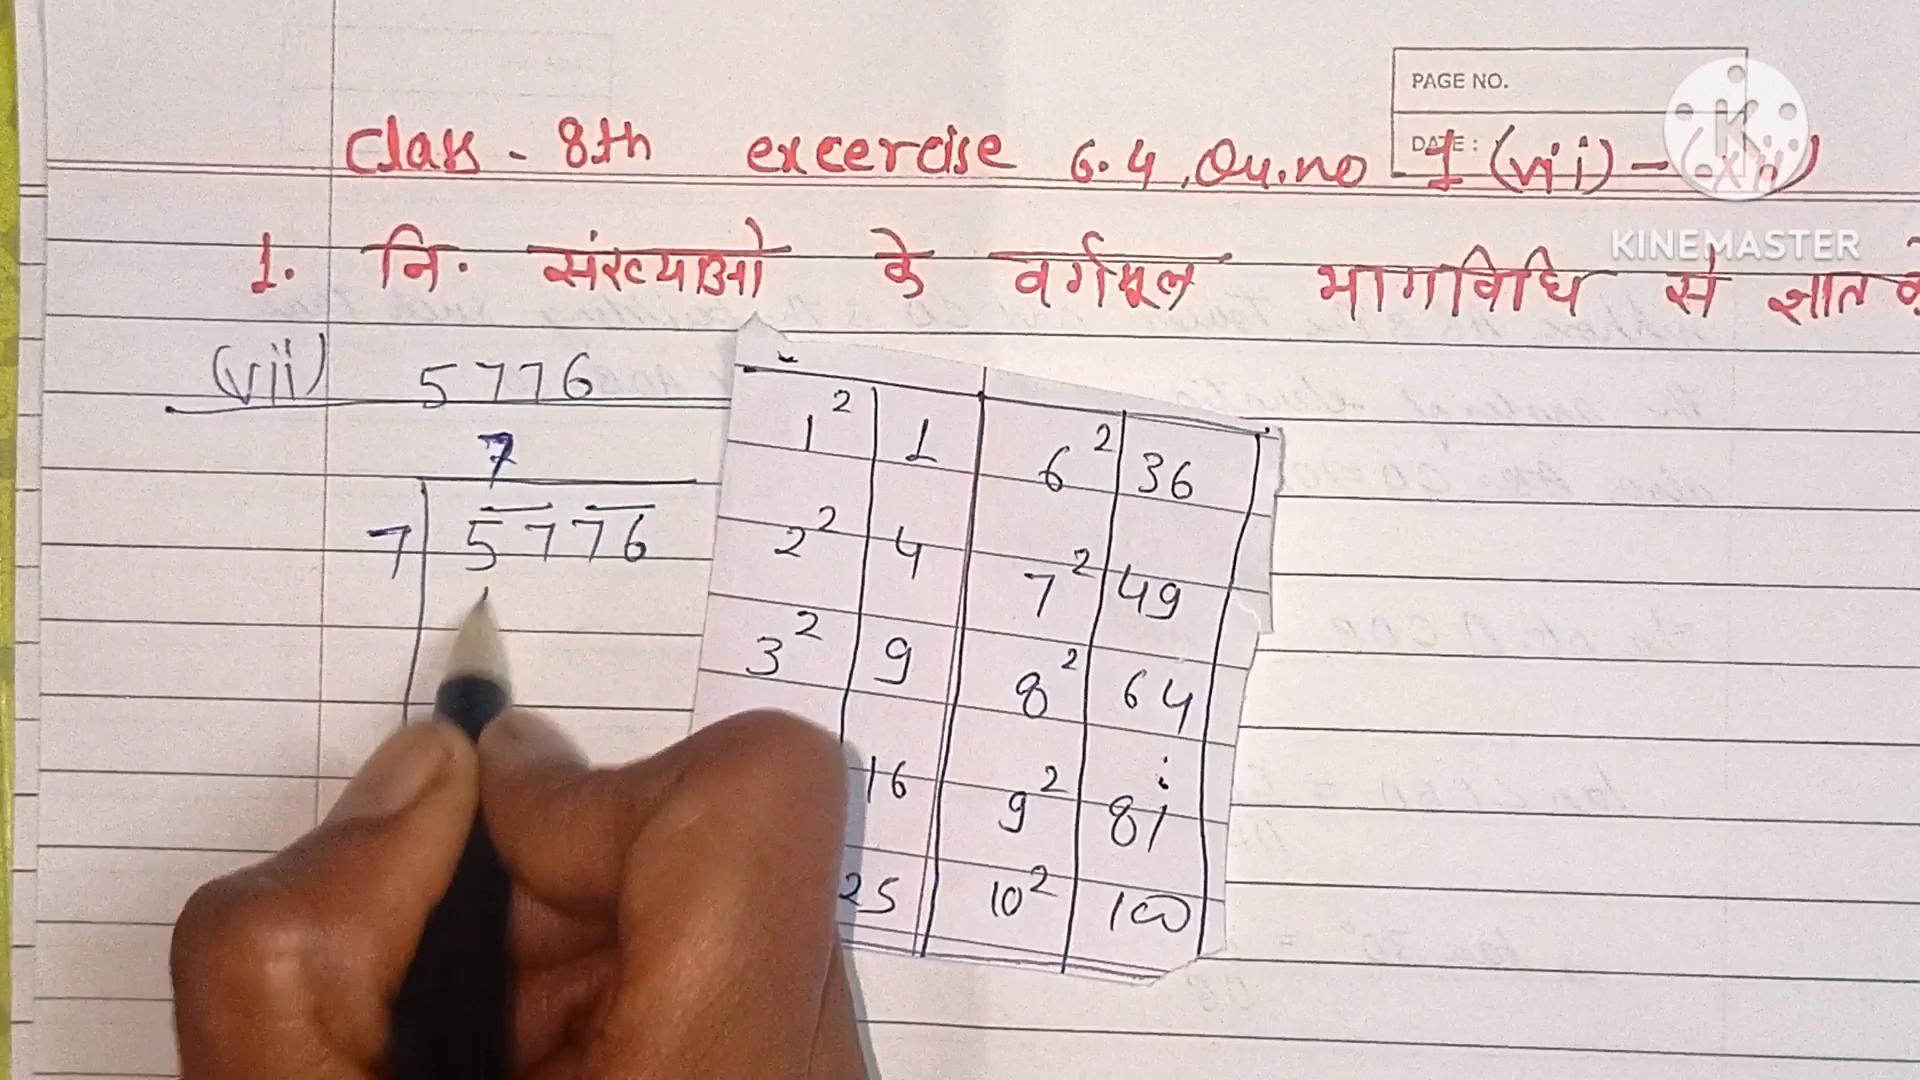 PAGE NO.
DATE :
Class - 8th excercise 6.4, Qu. no 1 (vii) - (xii)
KINEMASTER
1. नि. संख्याओ के वर्गमूल भागविधि से ज्ञात
(vii) 5776
7
7 5776
1² 1 6² 36
2² 4 7² 49
3² 9 8² 64
16 9² 81
25 10² 100